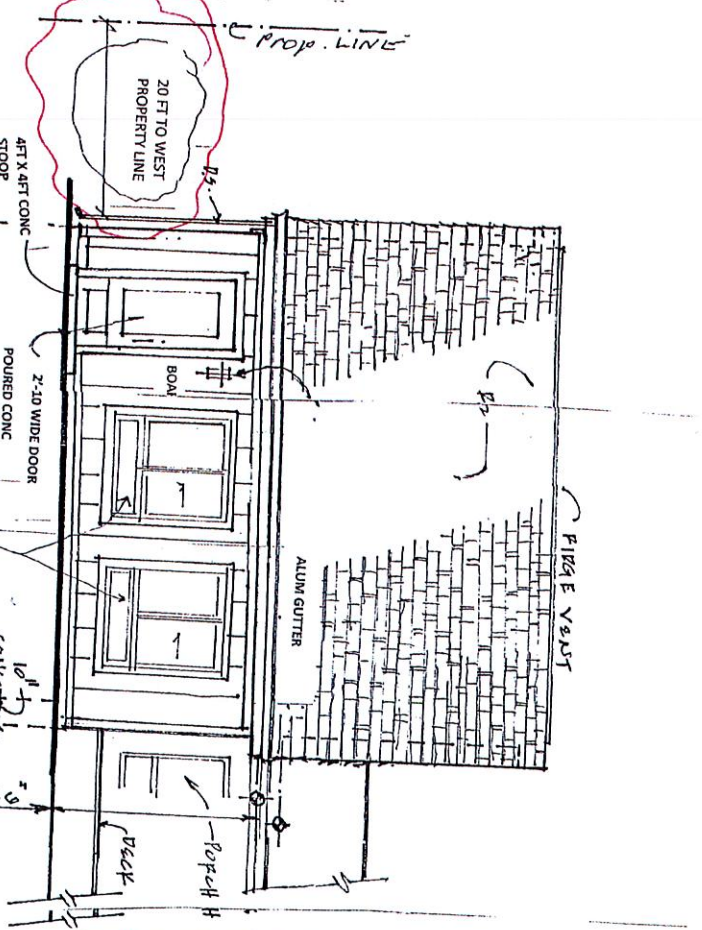 PROP. LINE
20 FT TO WEST
PROPERTY LINE
D.S.
RIDGE VENT
ALUM GUTTER
BOA
4FT X 4FT CONC
STOOP
2'-10 WIDE DOOR
POURED CONC
10"
PORCH
DECK